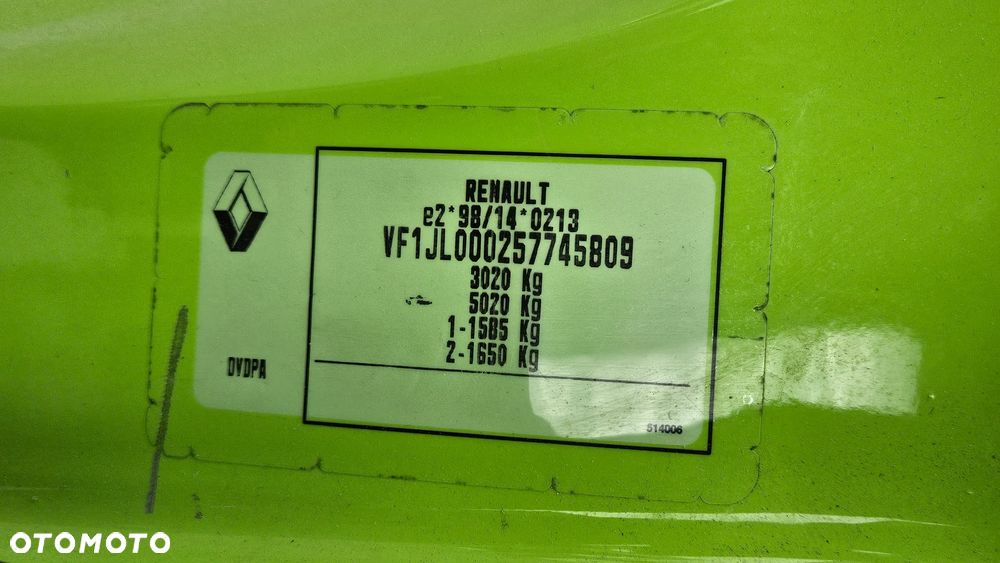 RENAULT
e2*98/14*0213
VF1JL000257745809
3020 Kg
5020 Kg
1-1585 Kg
2-1650 Kg
DVDPA
514006
OTOMOTO